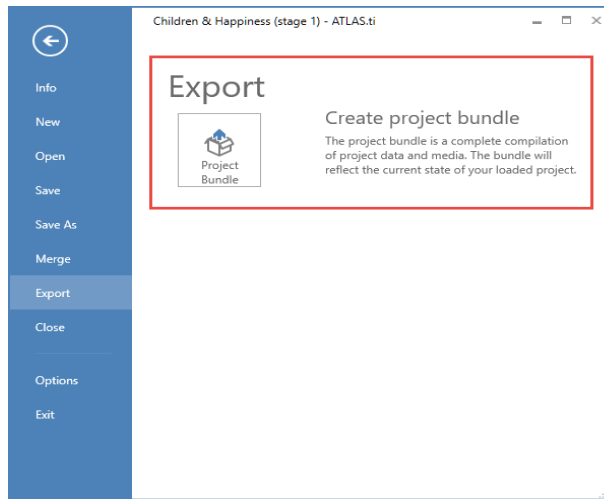 Children & Happiness (stage 1) - ATLAS.ti
Info
New
Open
Save
Save As
Merge
Export
Close
Options
Exit
Export
Project
Bundle
Create project bundle
The project bundle is a complete compilation
of project data and media. The bundle will
reflect the current state of your loaded project.